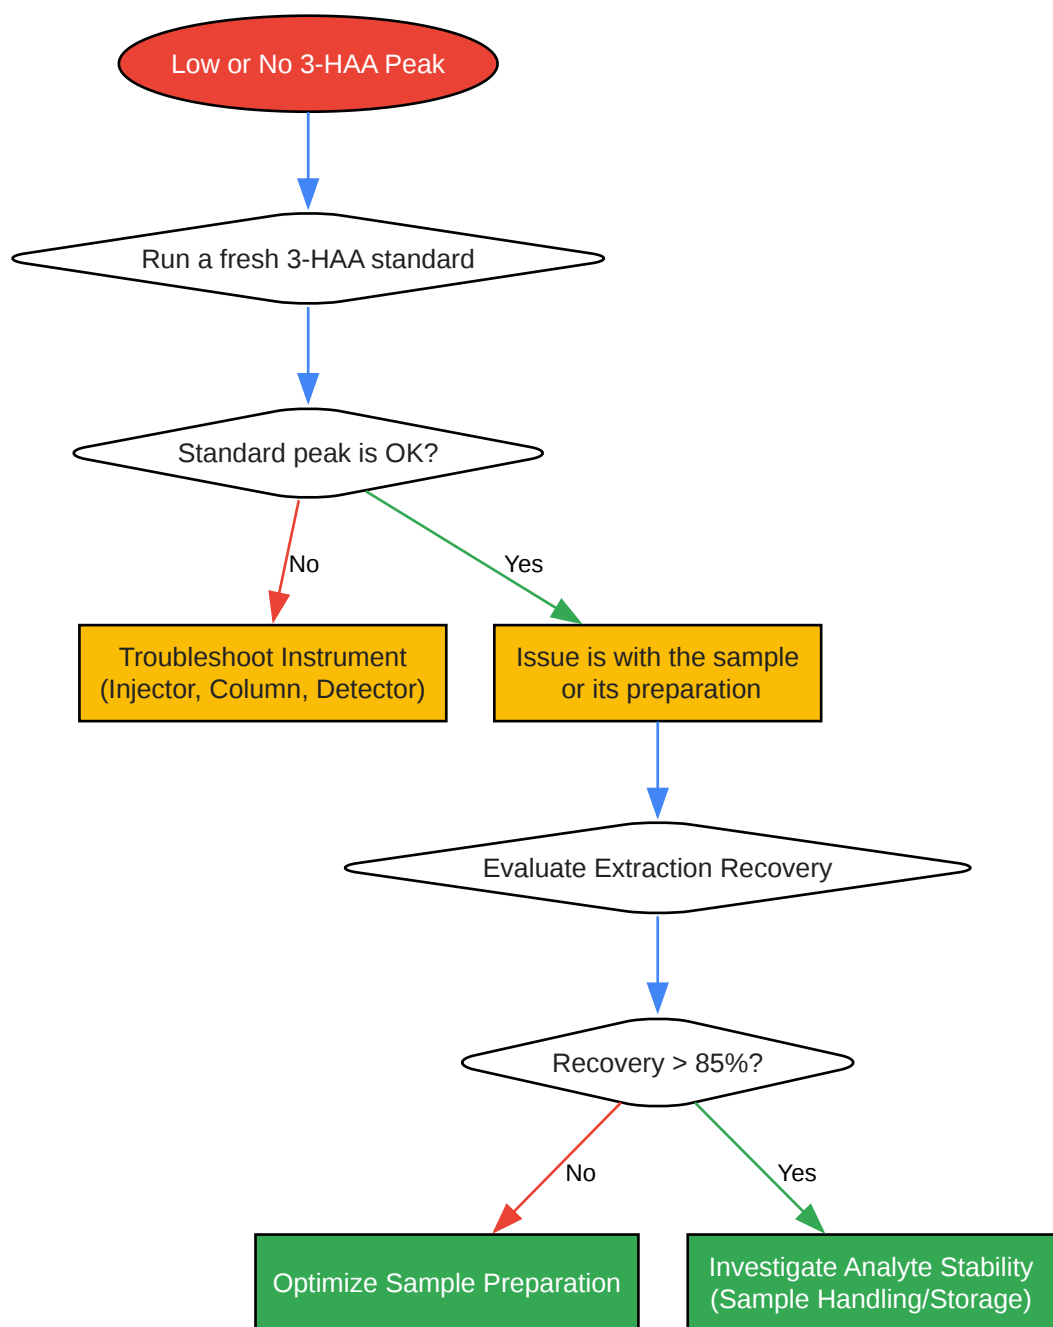 Low or No 3-HAA Peak
Run a fresh 3-HAA standard
Standard peak is OK?
No
Yes
Troubleshoot Instrument
(Injector, Column, Detector)
Issue is with the sample
or its preparation
Evaluate Extraction Recovery
Recovery > 85%?
No
Yes
Optimize Sample Preparation
Investigate Analyte Stability
(Sample Handling/Storage)